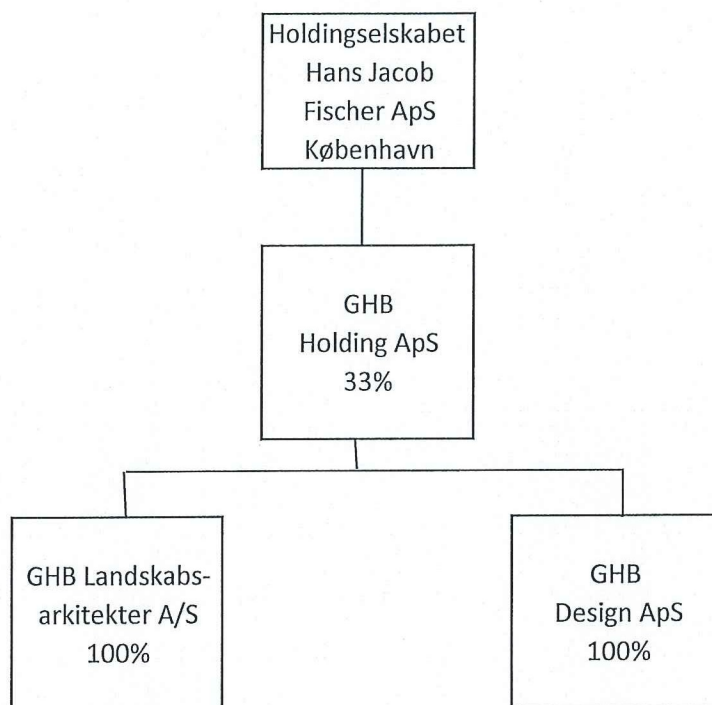 Holdingselskabet
Hans Jacob
Fischer ApS
København
GHB
Holding ApS
33%
GHB Landskabs-
arkitekter A/S
100%
GHB
Design ApS
100%